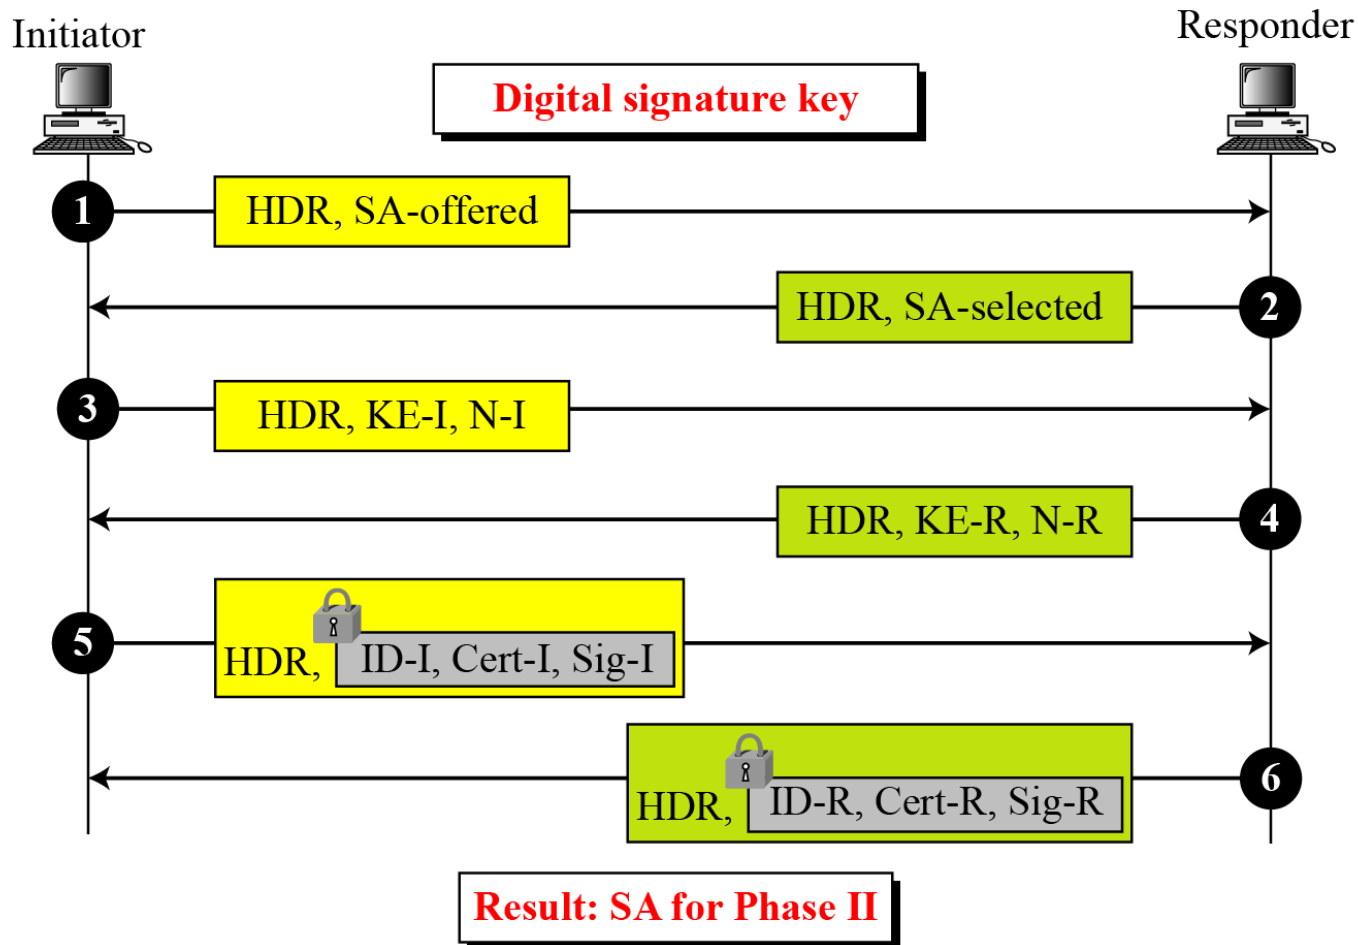 Initiator
Responder
Digital signature key
1
HDR, SA-offered
HDR, SA-selected
2
3
HDR, KE-I, N-I
HDR, KE-R, N-R
4
5
HDR, ID-I, Cert-I, Sig-I
HDR, ID-R, Cert-R, Sig-R
6
Result: SA for Phase II